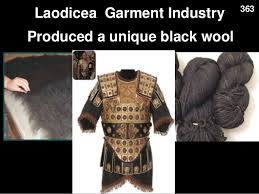 Laodicea Garment Industry
363
Produced a unique black wool